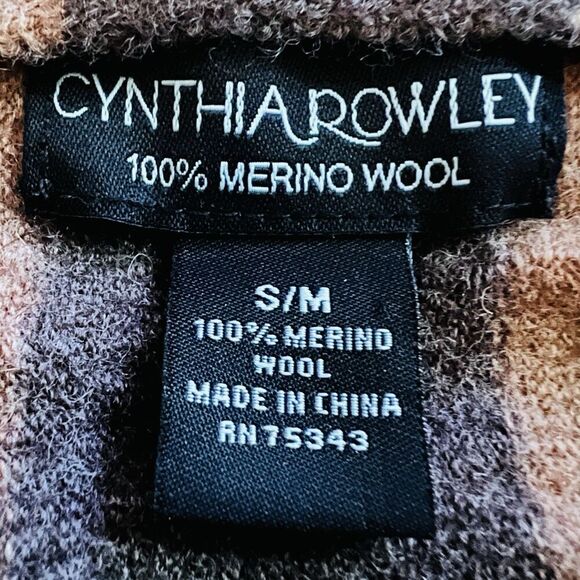 CYNTHIA ROWLEY
100% MERINO WOOL
S/M
100% MERINO
WOOL
MADE IN CHINA
RN75343